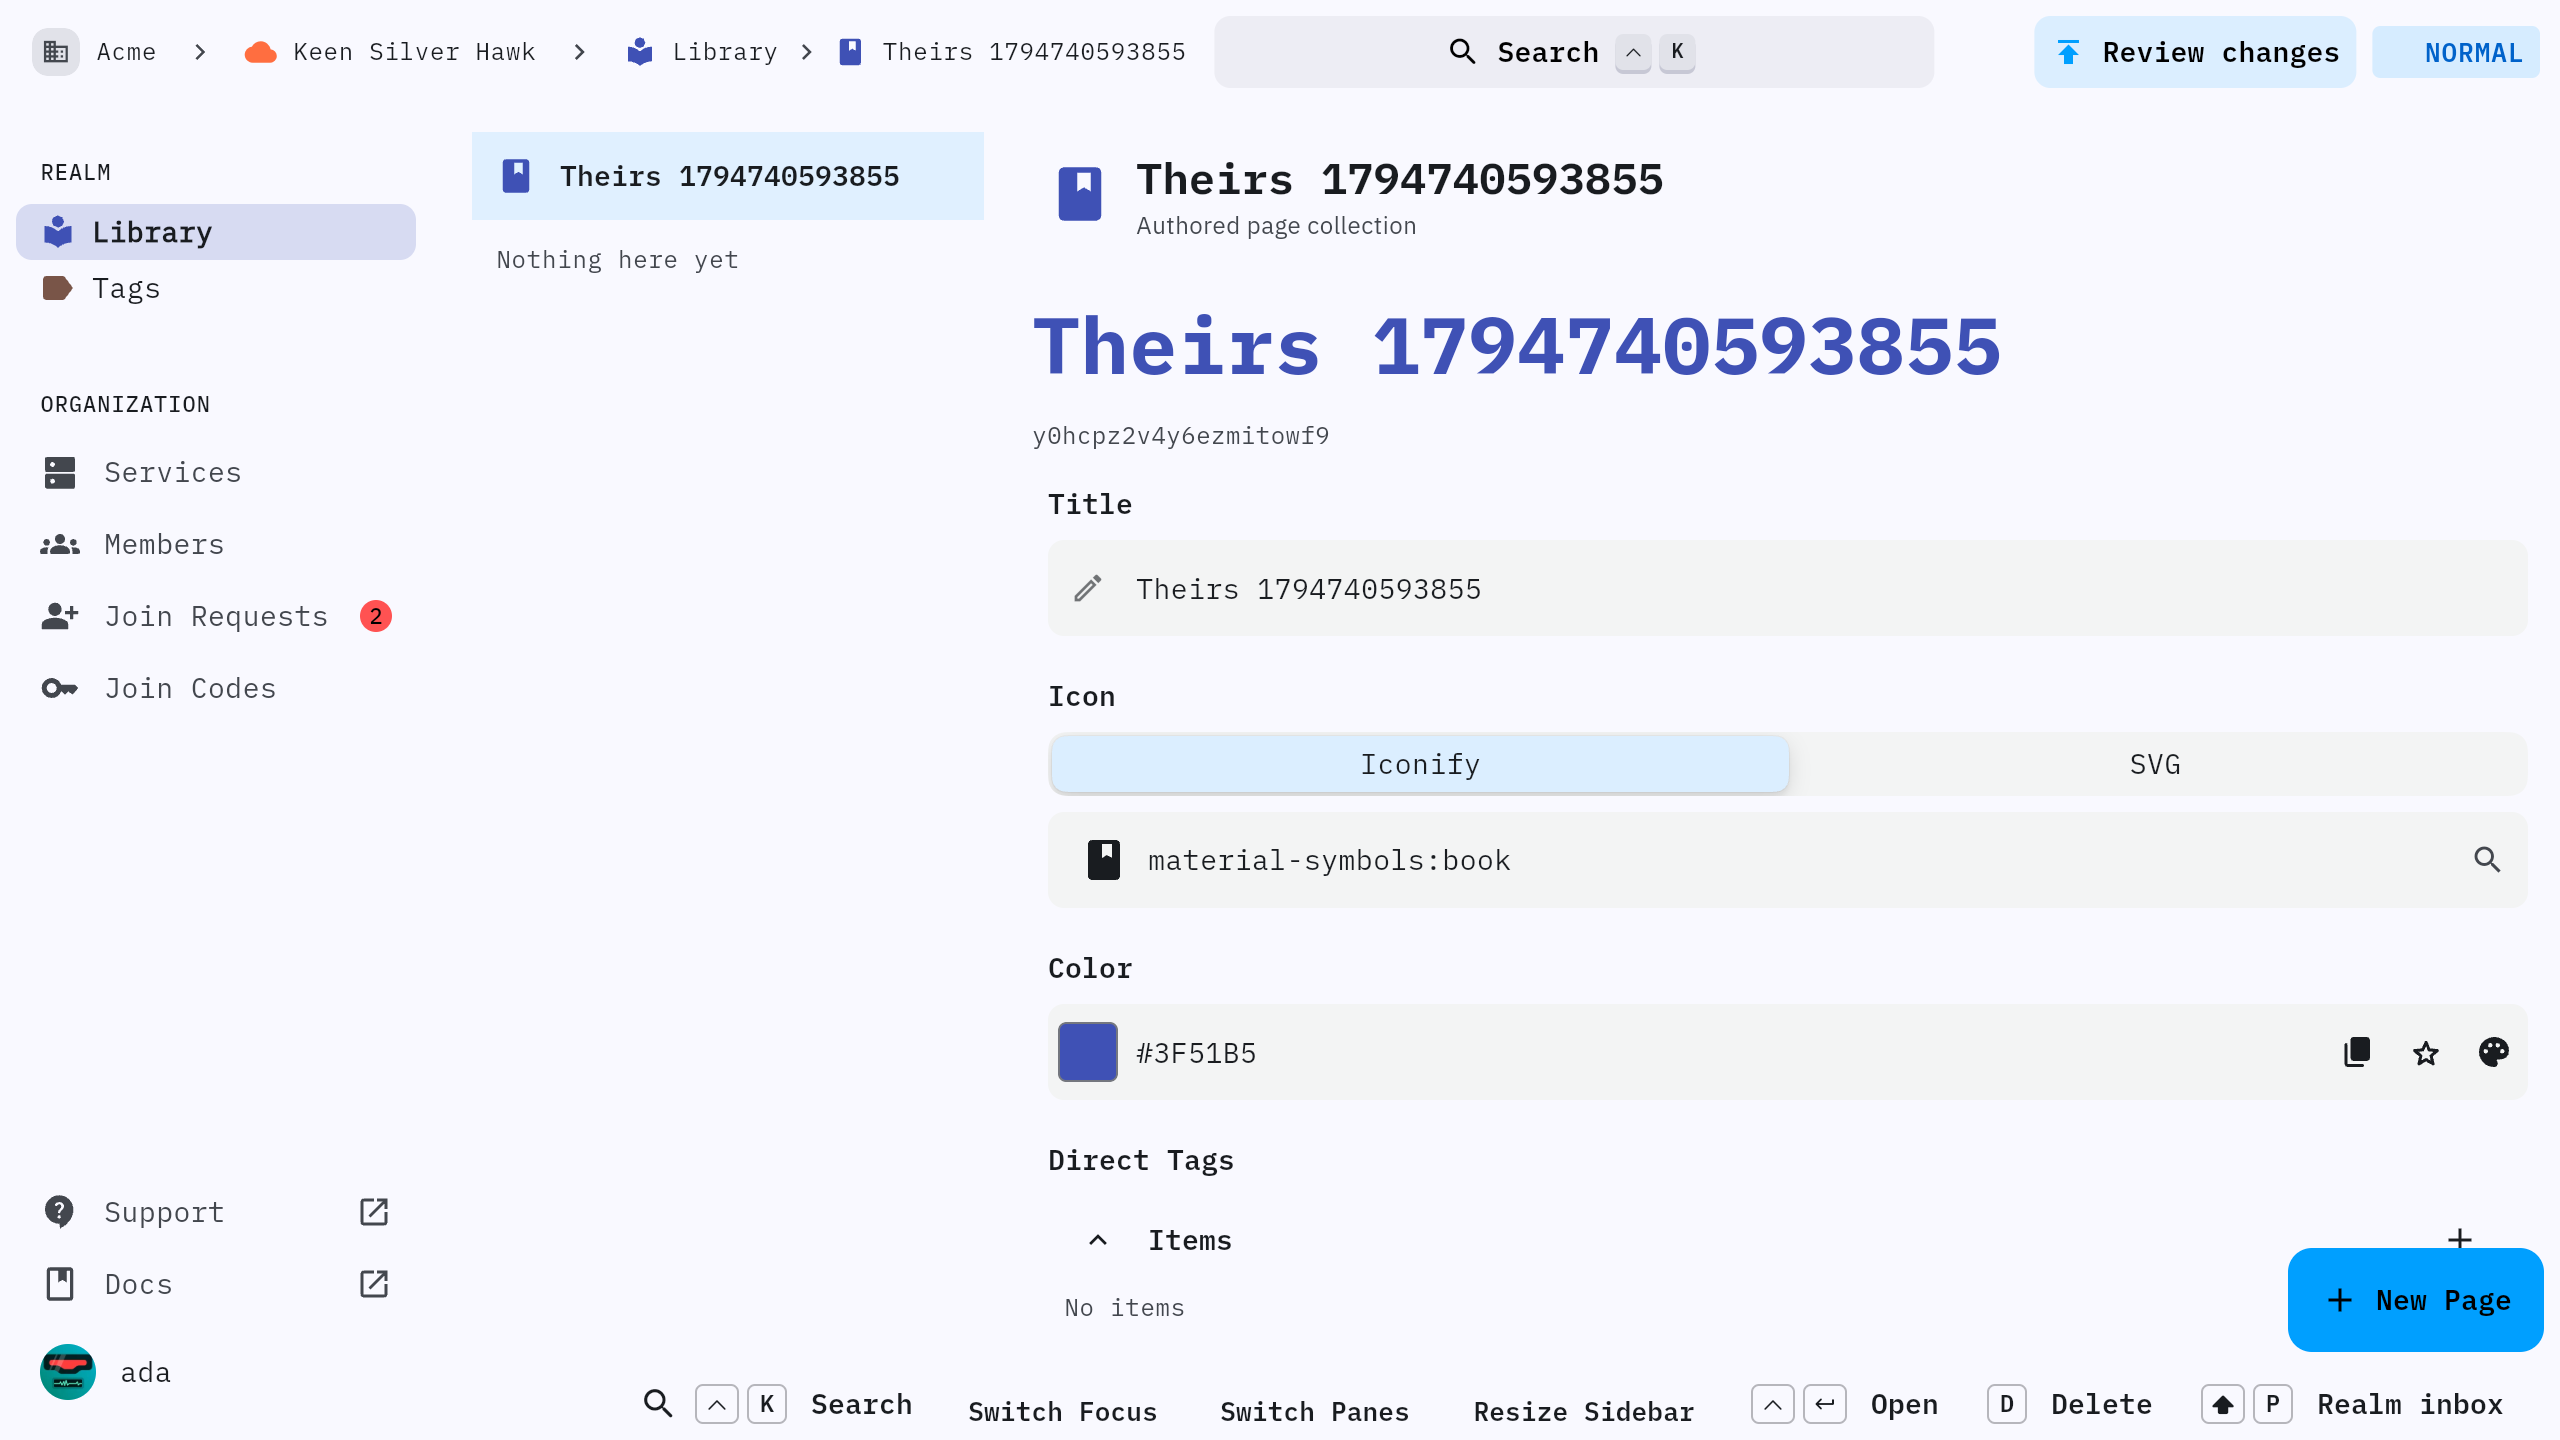 Acme
Keen Silver Hawk
Library
Theirs 1794740593855
Search
K
Review changes
NORMAL
REALM
Library
Tags
ORGANIZATION
Services
Members
Join Requests
2
Join Codes
Support
Docs
ada
Theirs 1794740593855
Nothing here yet
Theirs 1794740593855
Authored page collection
Theirs 1794740593855
y0hcpz2v4y6ezmitowf9
Title
Theirs 1794740593855
Icon
Iconify
SVG
material-symbols:book
Color
#3F51B5
Direct Tags
Items
No items
New Page
K Search
Switch Focus
Switch Panes
Resize Sidebar
Open
D Delete
P Realm inbox